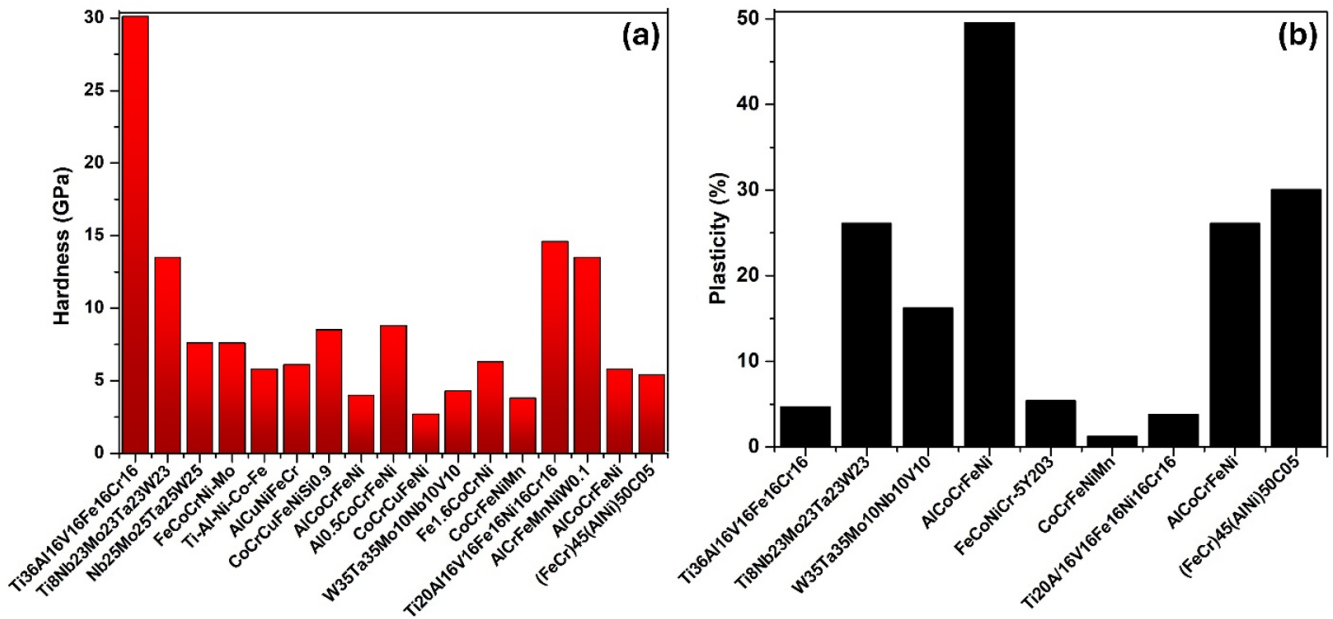 (a)
Hardness (GPa)
30
25
20
15
10
5
0
Ti36Al16V16Fe16Cr16
Ti8Nb23Mo23Ta23W23
Nb25Mo25Ta25W25
FeCoCrNi-Mo
Ti-Al-Ni-Co-Fe
AlCuNiFeCr
CoCrCuFeNiSi0.9
AlCoCrFeNi
Al0.5CoCrFeNi
CoCrCuFeNi
W35Ta35Mo10Nb10V10
Fe1.6CoCrNi
CoCrFeNiMn
Ti20Al16V16Fe16Ni16Cr16
AlCrFeMnNiW0.1
AlCoCrFeNi
(FeCr)45(AlNi)50C05
(b)
Plasticity (%)
50
40
30
20
10
0
Ti36Al16V16Fe16Cr16
Ti8Nb23Mo23Ta23W23
W35Ta35Mo10Nb10V10
AlCoCrFeNi
FeCoNiCr-5Y203
CoCrFeNiMn
Ti20A/16V16Fe16Ni16Cr16
AlCoCrFeNi
(FeCr)45(AlNi)50C05